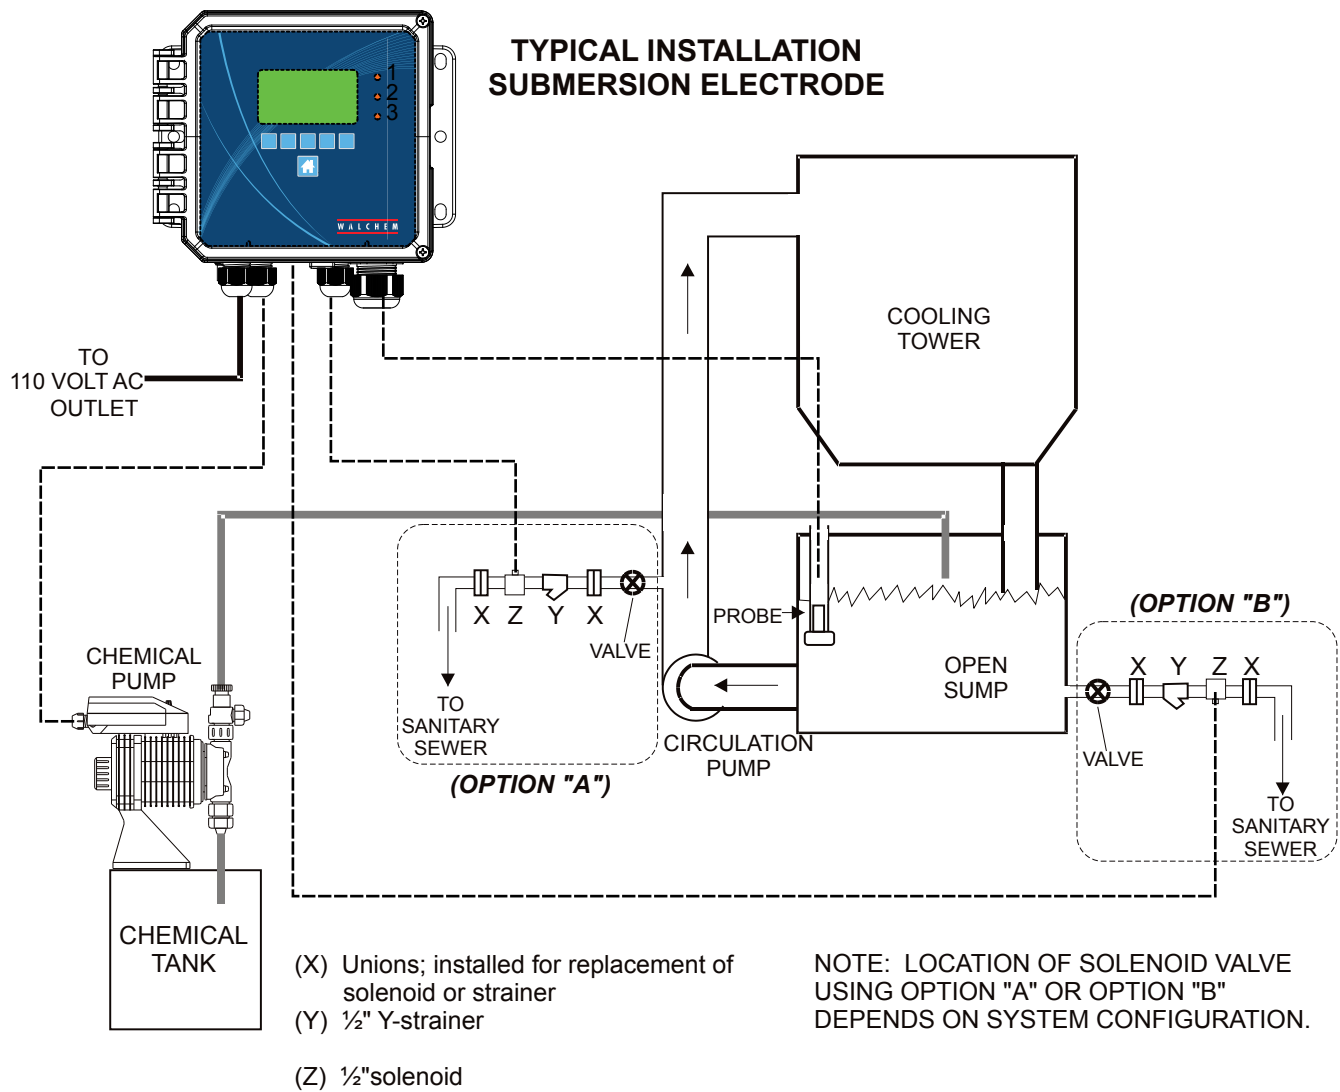 TYPICAL INSTALLATION
SUBMERSION ELECTRODE
1
2
3
WALCHEM
TO
110 VOLT AC
OUTLET
COOLING
TOWER
CHEMICAL
PUMP
X Z Y X
VALVE
TO
SANITARY
SEWER
(OPTION "A")
PROBE
OPEN
SUMP
CIRCULATION
PUMP
(OPTION "B")
X Y Z X
VALVE
TO
SANITARY
SEWER
CHEMICAL
TANK
(X) Unions; installed for replacement of
solenoid or strainer
(Y) ½" Y-strainer
(Z) ½"solenoid
NOTE: LOCATION OF SOLENOID VALVE
USING OPTION "A" OR OPTION "B"
DEPENDS ON SYSTEM CONFIGURATION.